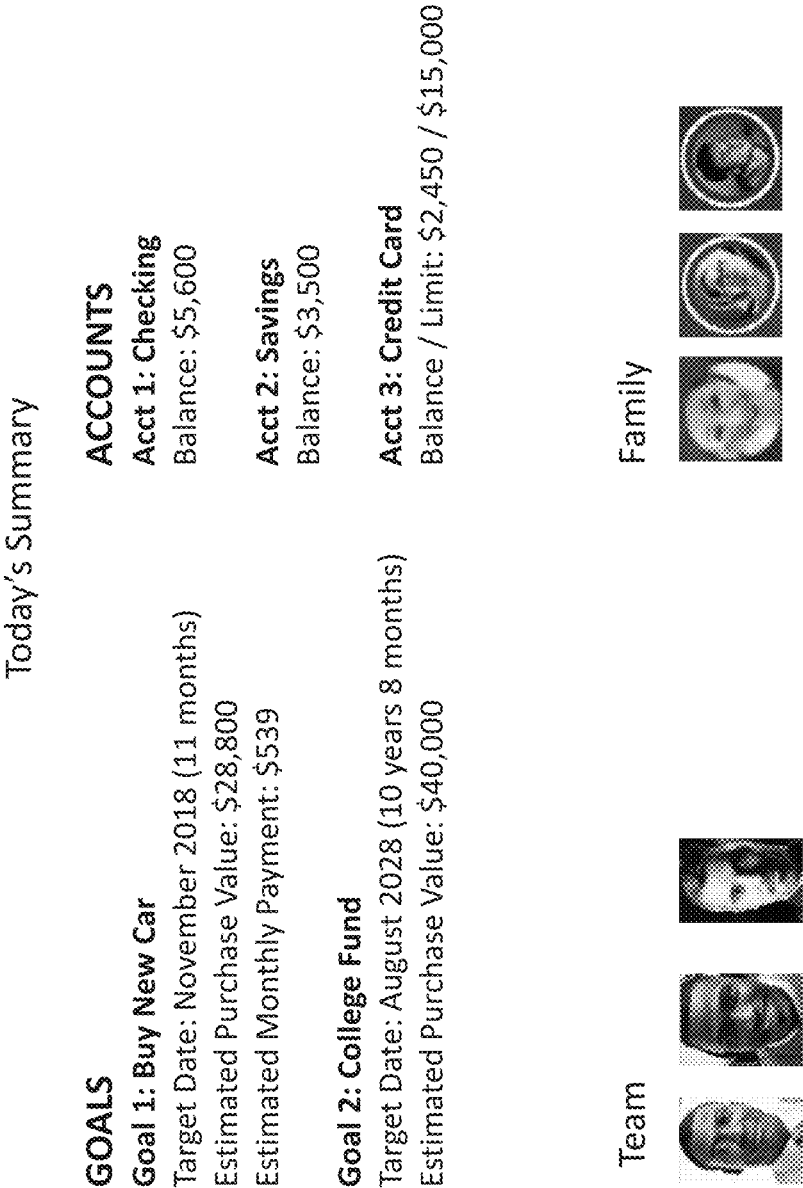 Today's Summary
GOALS
Goal 1: Buy New Car
Target Date: November 2018 (11 months)
Estimated Purchase Value: $28,800
Estimated Monthly Payment: $539
Goal 2: College Fund
Target Date: August 2028 (10 years 8 months)
Estimated Purchase Value: $40,000
ACCOUNTS
Acct 1: Checking
Balance: $5,600
Acct 2: Savings
Balance: $3,500
Acct 3: Credit Card
Balance / Limit: $2,450 / $15,000
Team
Family